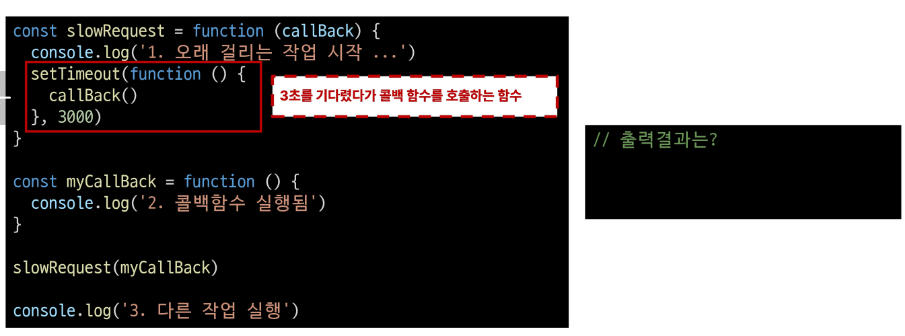 const slowRequest = function (callBack) {
  console.log('1. 오래 걸리는 작업 시작 ...')
  setTimeout(function () {
    callBack()
  }, 3000)
}
3초를 기다렸다가 콜백 함수를 호출하는 함수
const myCallBack = function () {
  console.log('2. 콜백함수 실행됨')
}
slowRequest(myCallBack)
console.log('3. 다른 작업 실행')
// 출력결과는?